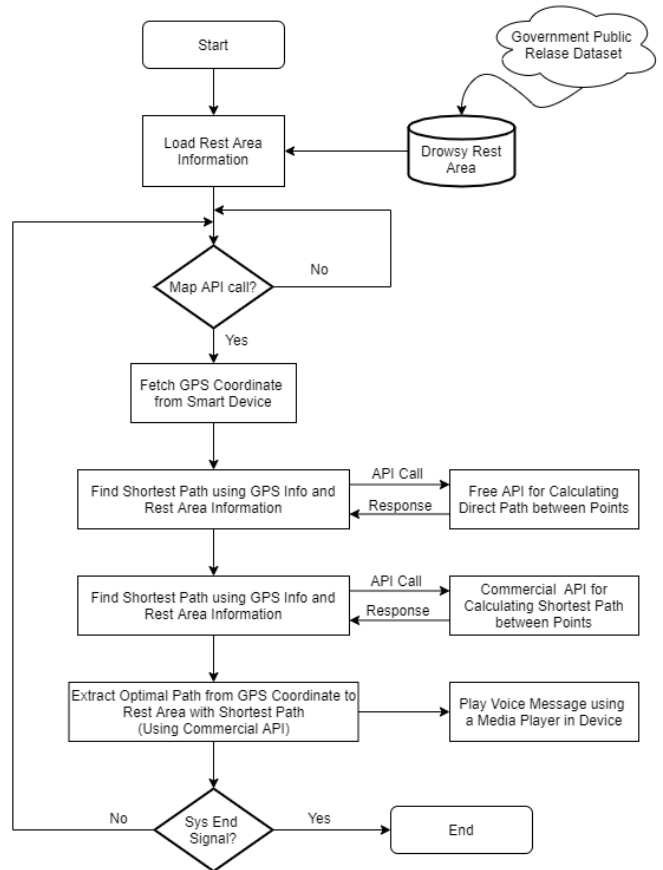 Start
Government Public
Relase Dataset
Load Rest Area
Information
Drowsy Rest
Area
Map API call?
No
Yes
Fetch GPS Coordinate
from Smart Device
Find Shortest Path using GPS Info and
Rest Area Information
API Call
Response
Free API for Calculating
Direct Path between Points
Find Shortest Path using GPS Info and
Rest Area Information
API Call
Response
Commercial API for
Calculating Shortest Path
between Points
Extract Optimal Path from GPS Coordinate to
Rest Area with Shortest Path
(Using Commercial API)
Play Voice Message using
a Media Player in Device
No
Sys End
Signal?
Yes
End